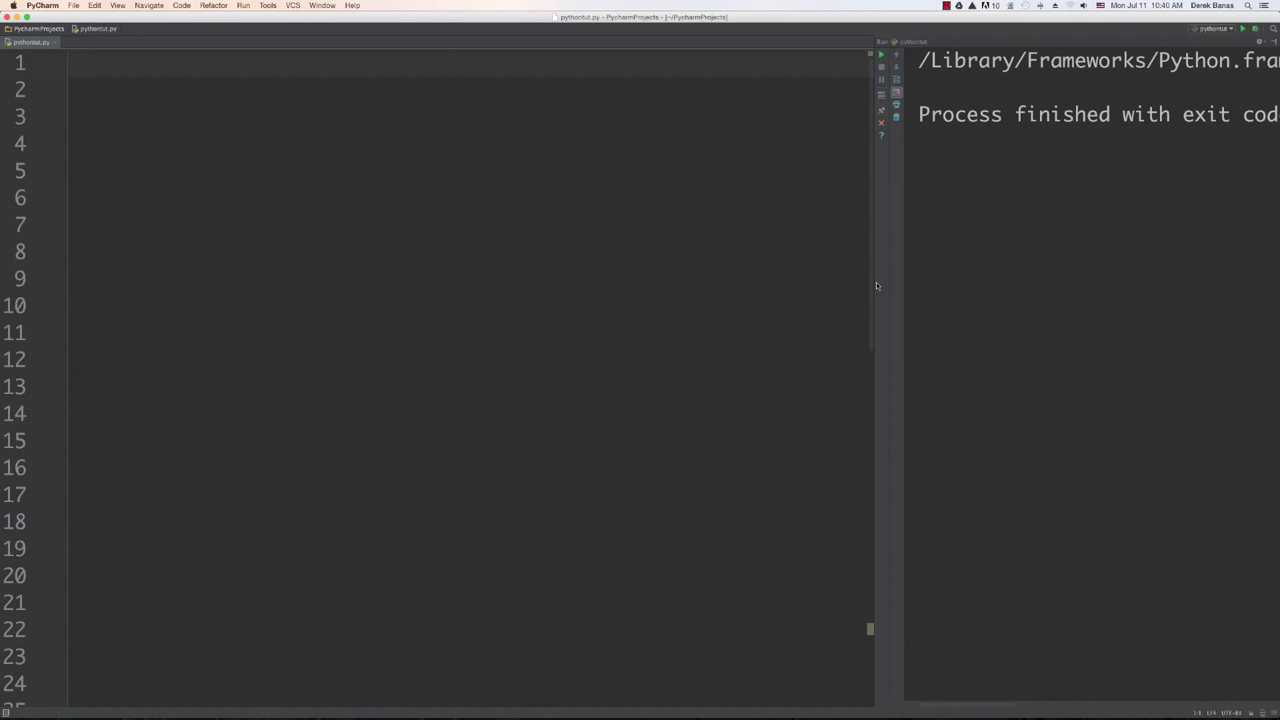 PyCharm File Edit View Navigate Code Refactor Run Tools VCS Window Help
10 Mon Jul 11 10:40 AM Derek Banas
pythontut.py - PycharmProjects - [~/PycharmProjects]
PycharmProjects pythontut.py
pythontut
pythontut.py
Run pythontut
1
2
3
4
5
6
7
8
9
10
11
12
13
14
15
16
17
18
19
20
21
22
23
24
/Library/Frameworks/Python.fra
Process finished with exit cod
UTF-8